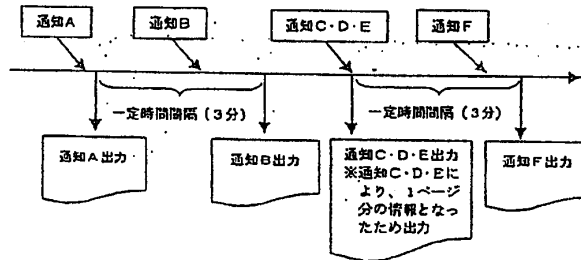 通知A
通知B
通知C・D・E
通知F
一定時間間隔(3分)
一定時間間隔(3分)
通知A出力
通知B出力
通知C・D・E出力
※通知C・D・Eに
より、1ページ
分の情報となっ
たため出力
通知F出力